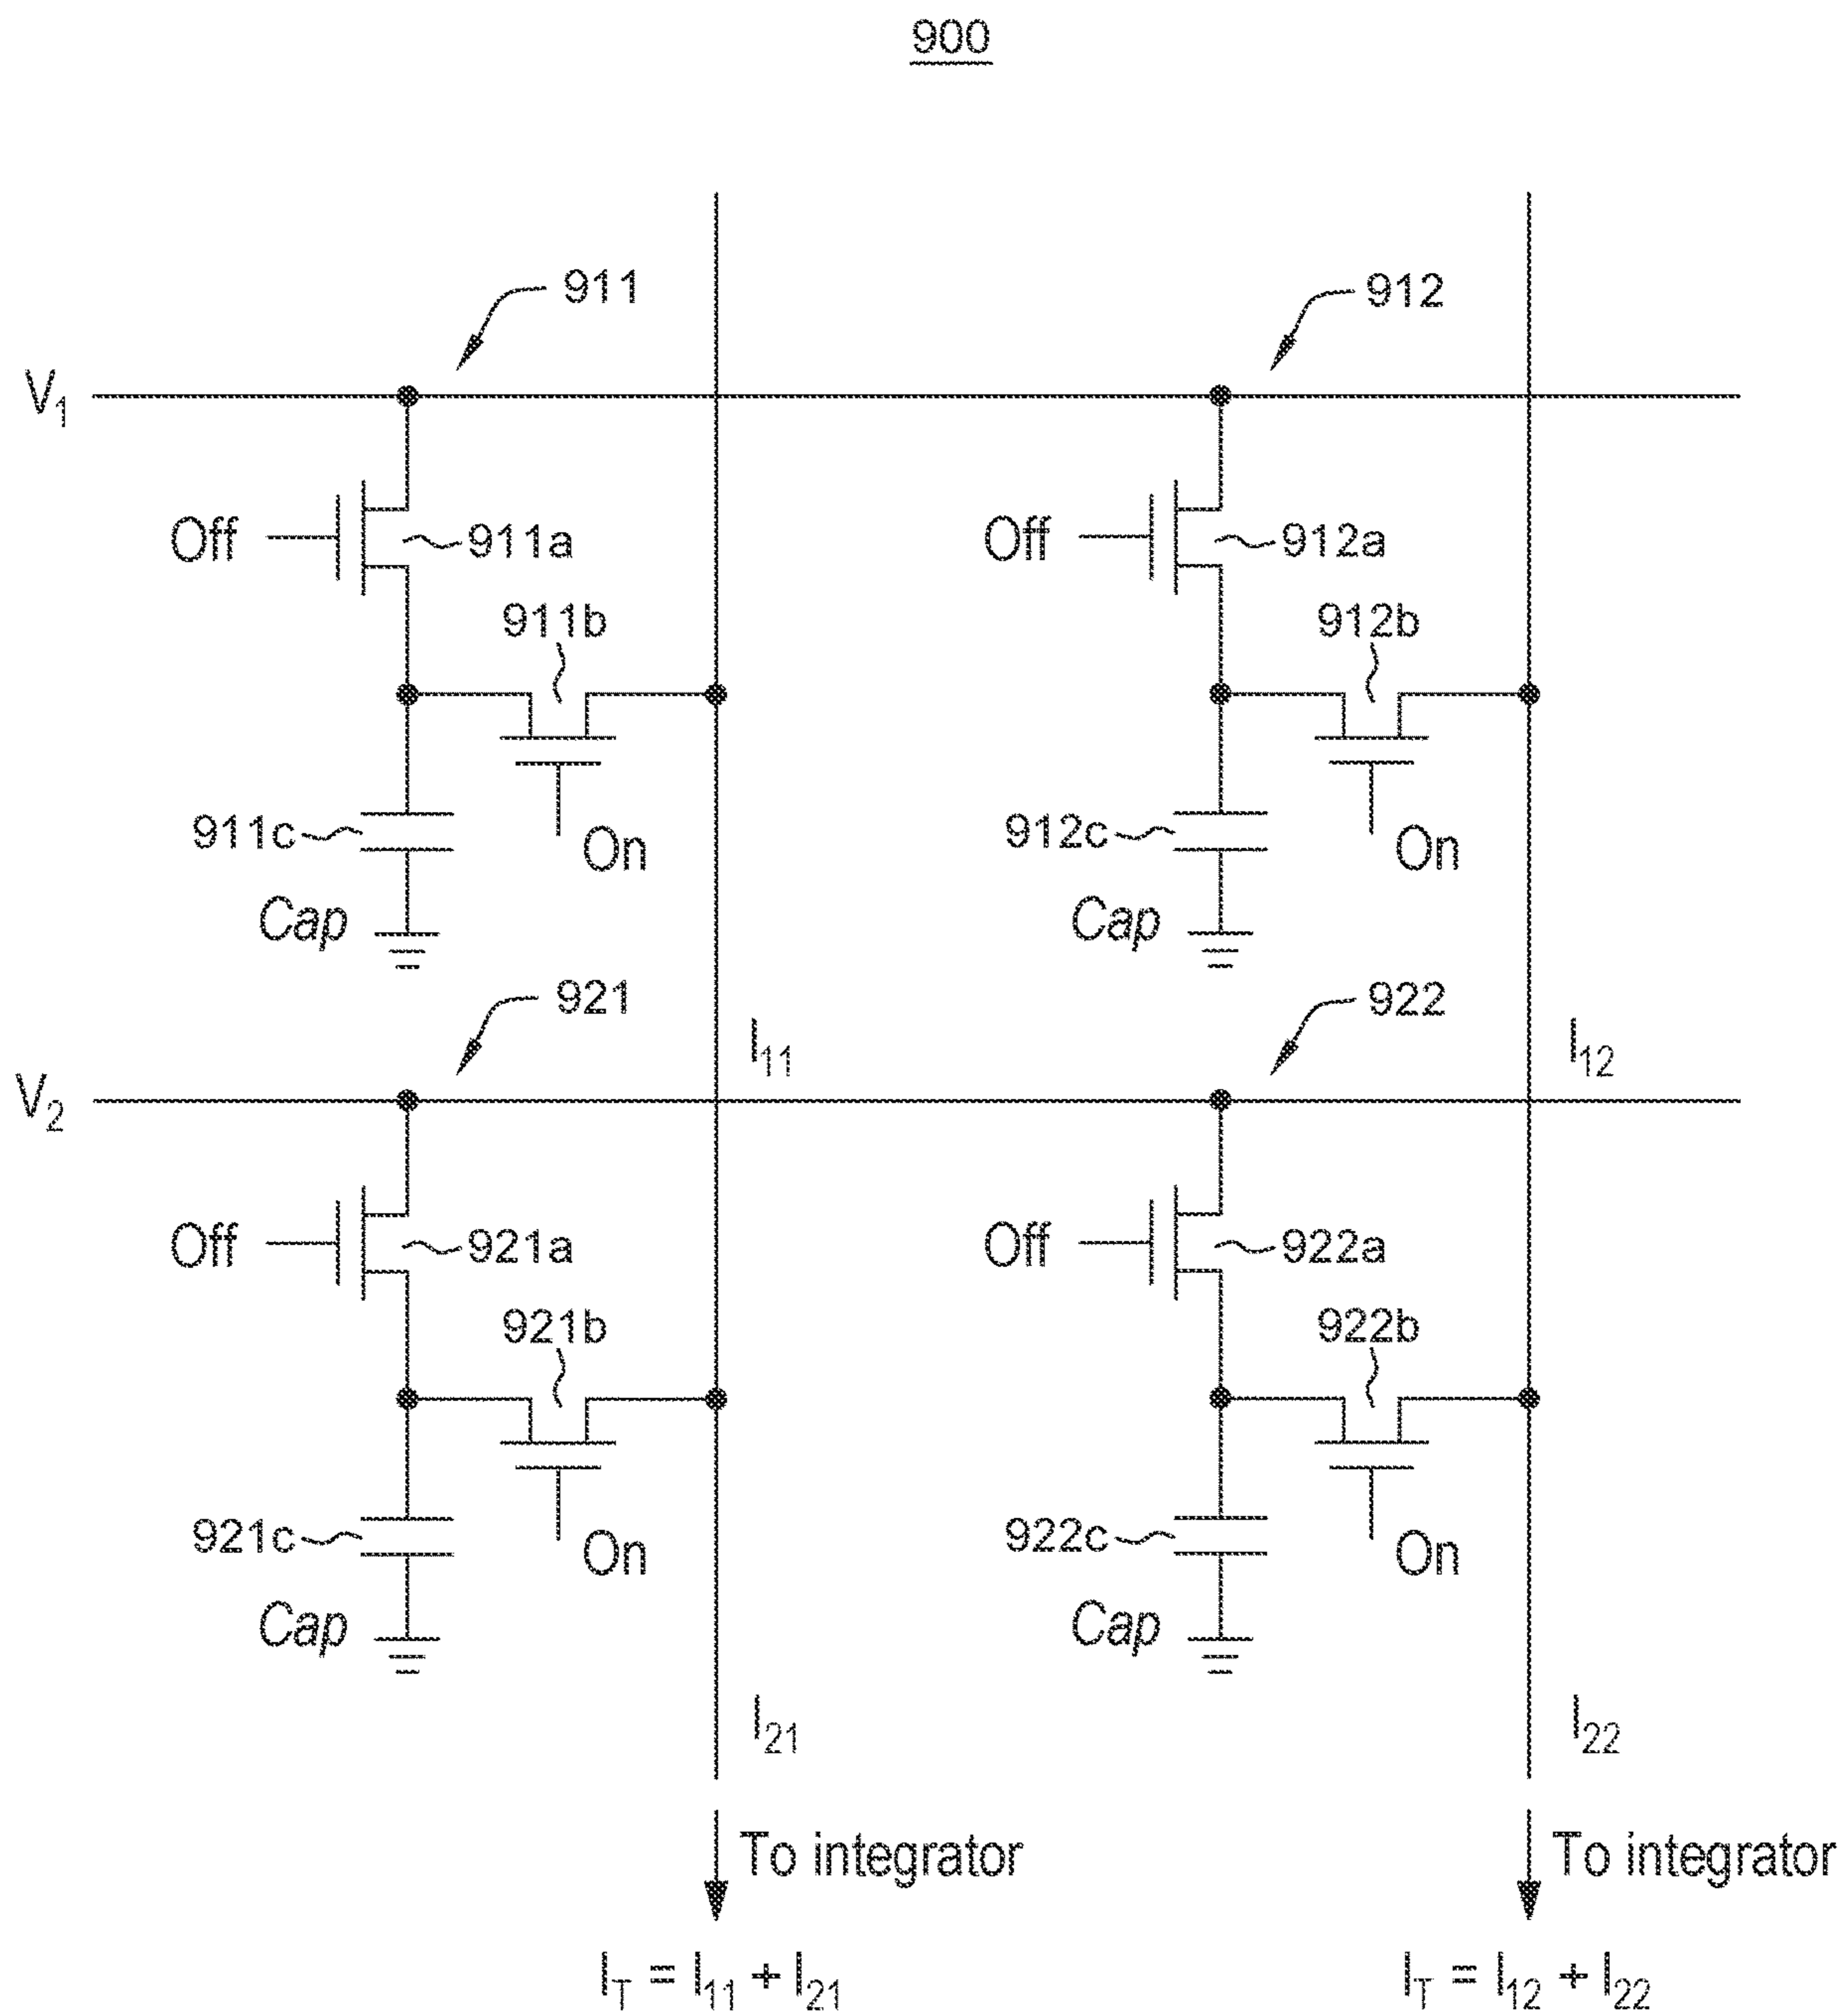 900
911 912
V₁
Off 911a Off 912a
911b 912b
911c On 912c On
Cap Cap
921 922
I₁₁ I₁₂
V₂
Off 921a Off 922a
921b 922b
921c On 922c On
Cap Cap
I₂₁ I₂₂
To integrator To integrator
I_T = I₁₁ + I₂₁ I_T = I₁₂ + I₂₂